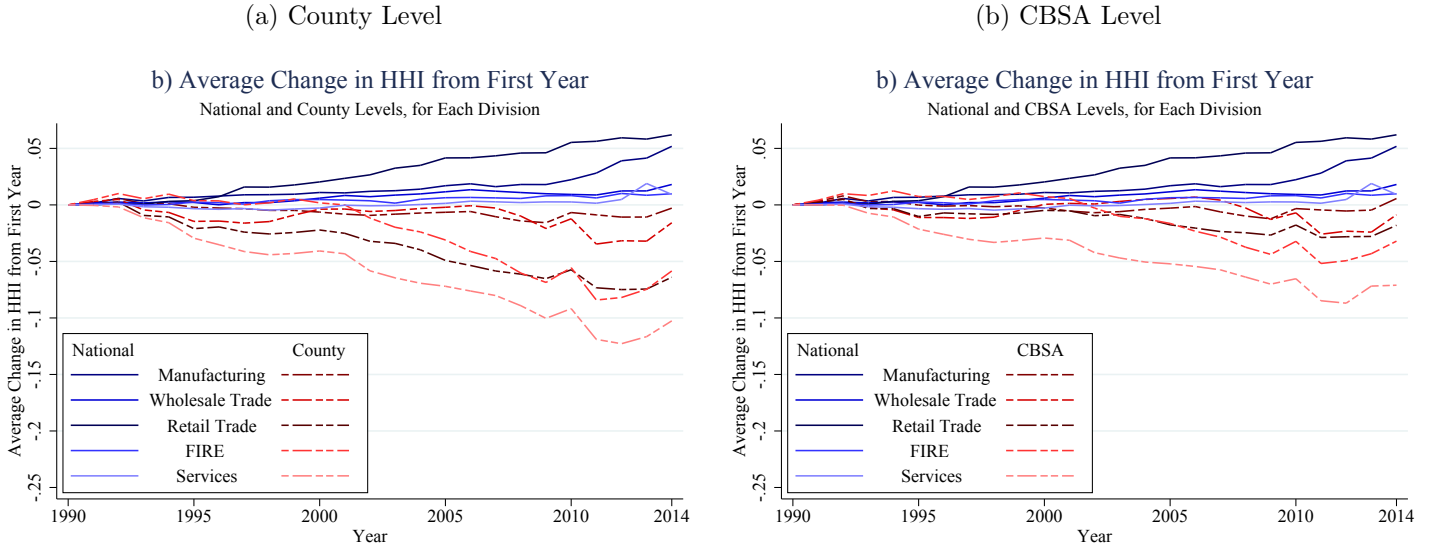 (a) County Level
b) Average Change in HHI from First Year
National and County Levels, for Each Division
Average Change in HHI from First Year
.05
0
-.05
-.1
-.15
-.2
-.25
National County
Manufacturing
Wholesale Trade
Retail Trade
FIRE
Services
1990 1995 2000 2005 2010 2014
Year
(b) CBSA Level
b) Average Change in HHI from First Year
National and CBSA Levels, for Each Division
Average Change in HHI from First Year
.05
0
-.05
-.1
-.15
-.2
-.25
National CBSA
Manufacturing
Wholesale Trade
Retail Trade
FIRE
Services
1990 1995 2000 2005 2010 2014
Year